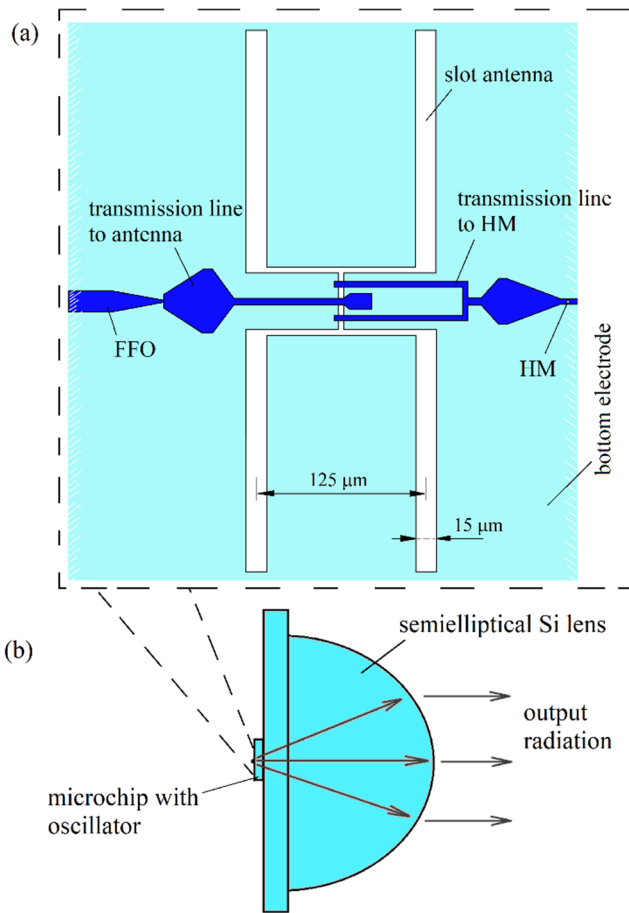 (a)
slot antenna
transmission line
to antenna
transmission line
to HM
FFO
HM
bottom electrode
125 μm
15 μm
(b)
semielliptical Si lens
output
radiation
microchip with
oscillator